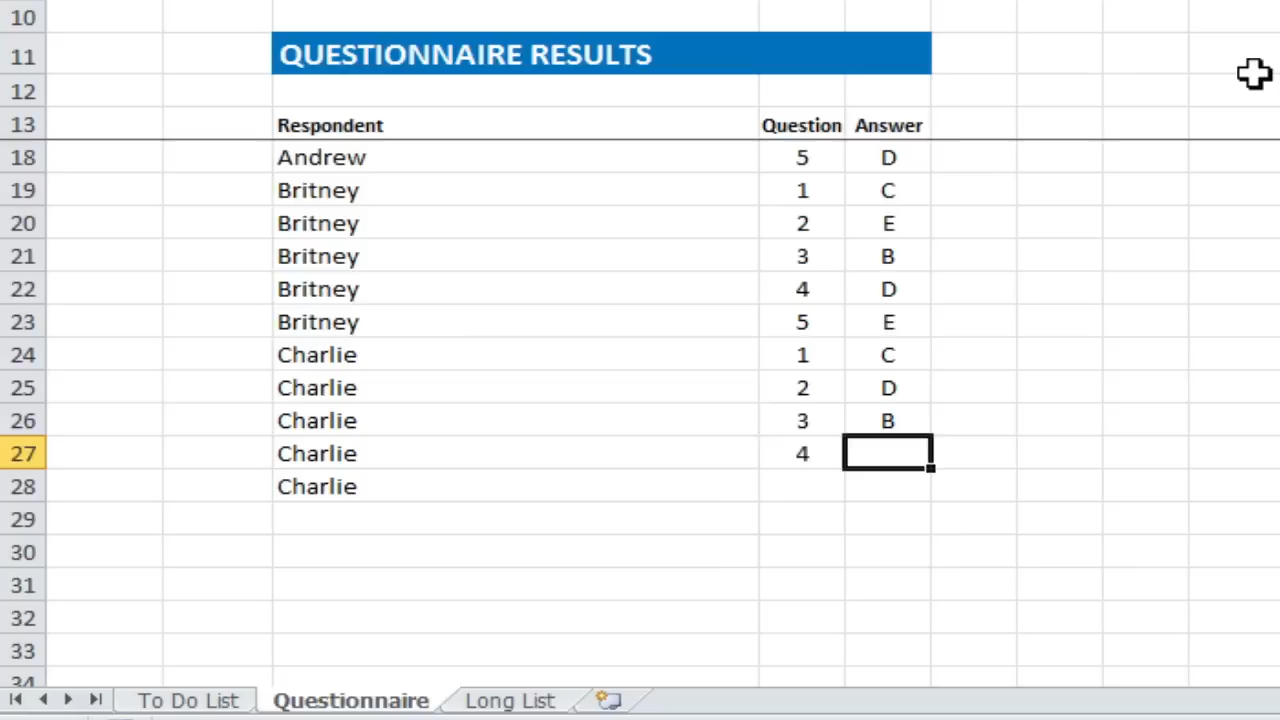 10
11 QUESTIONNAIRE RESULTS
12
13 Respondent Question Answer
18 Andrew 5 D
19 Britney 1 C
20 Britney 2 E
21 Britney 3 B
22 Britney 4 D
23 Britney 5 E
24 Charlie 1 C
25 Charlie 2 D
26 Charlie 3 B
27 Charlie 4
28 Charlie
29
30
31
32
33
34
To Do List Questionnaire Long List